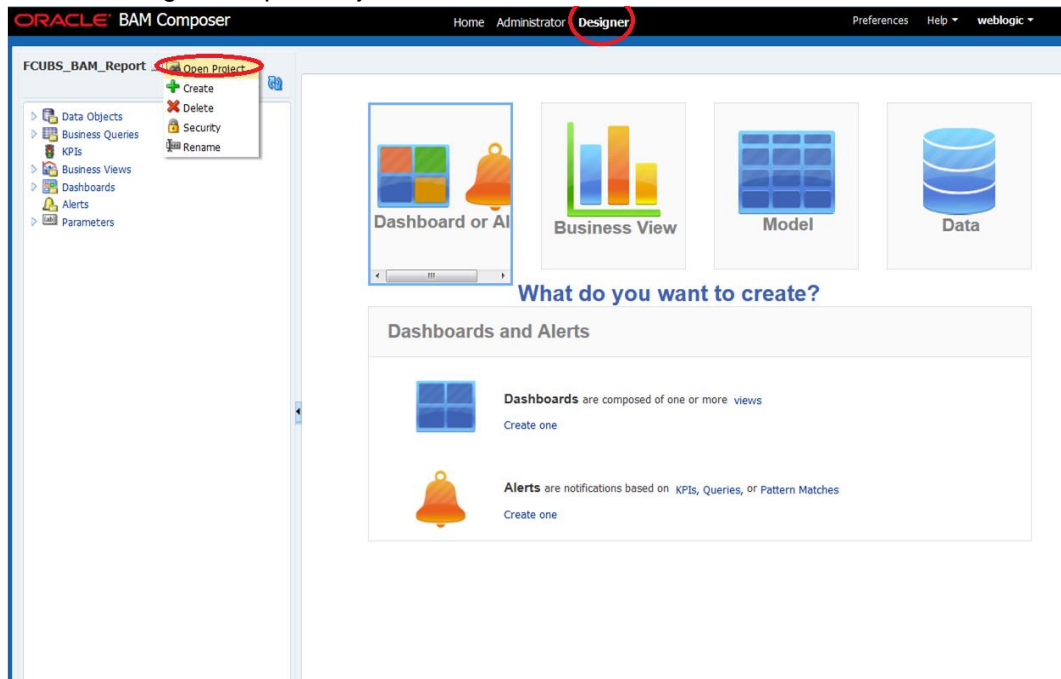 ORACLE BAM Composer Home Administrator Designer Preferences Help weblogic
FCUBS_BAM_Report
Open Project
Create
Delete
Security
Rename
Data Objects
Business Queries
KPIs
Business Views
Dashboards
Alerts
Parameters
Dashboard or Al
Business View
Model
Data
What do you want to create?
Dashboards and Alerts
Dashboards are composed of one or more views
Create one
Alerts are notifications based on KPIs, Queries, or Pattern Matches
Create one